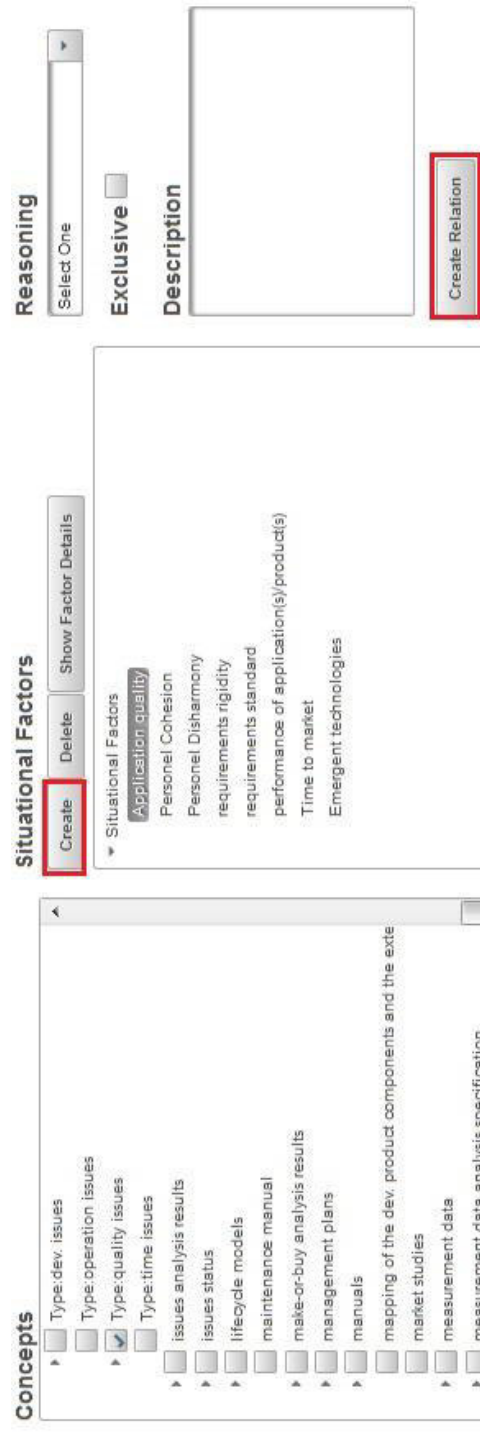 Concepts
Type:dev. issues
Type:operation issues
Type:quality issues
Type:time issues
issues analysis results
issues status
lifecycle models
maintenance manual
make-or-buy analysis results
management plans
manuals
mapping of the dev. product components and the exte
market studies
measurement data
measurement data analysis specification
Situational Factors
Create Delete Show Factor Details
Situational Factors
Application quality
Personel Cohesion
Personel Disharmony
requirements rigidity
requirements standard
performance of application(s)/product(s)
Time to market
Emergent technologies
Reasoning
Select One
Exclusive
Description
Create Relation